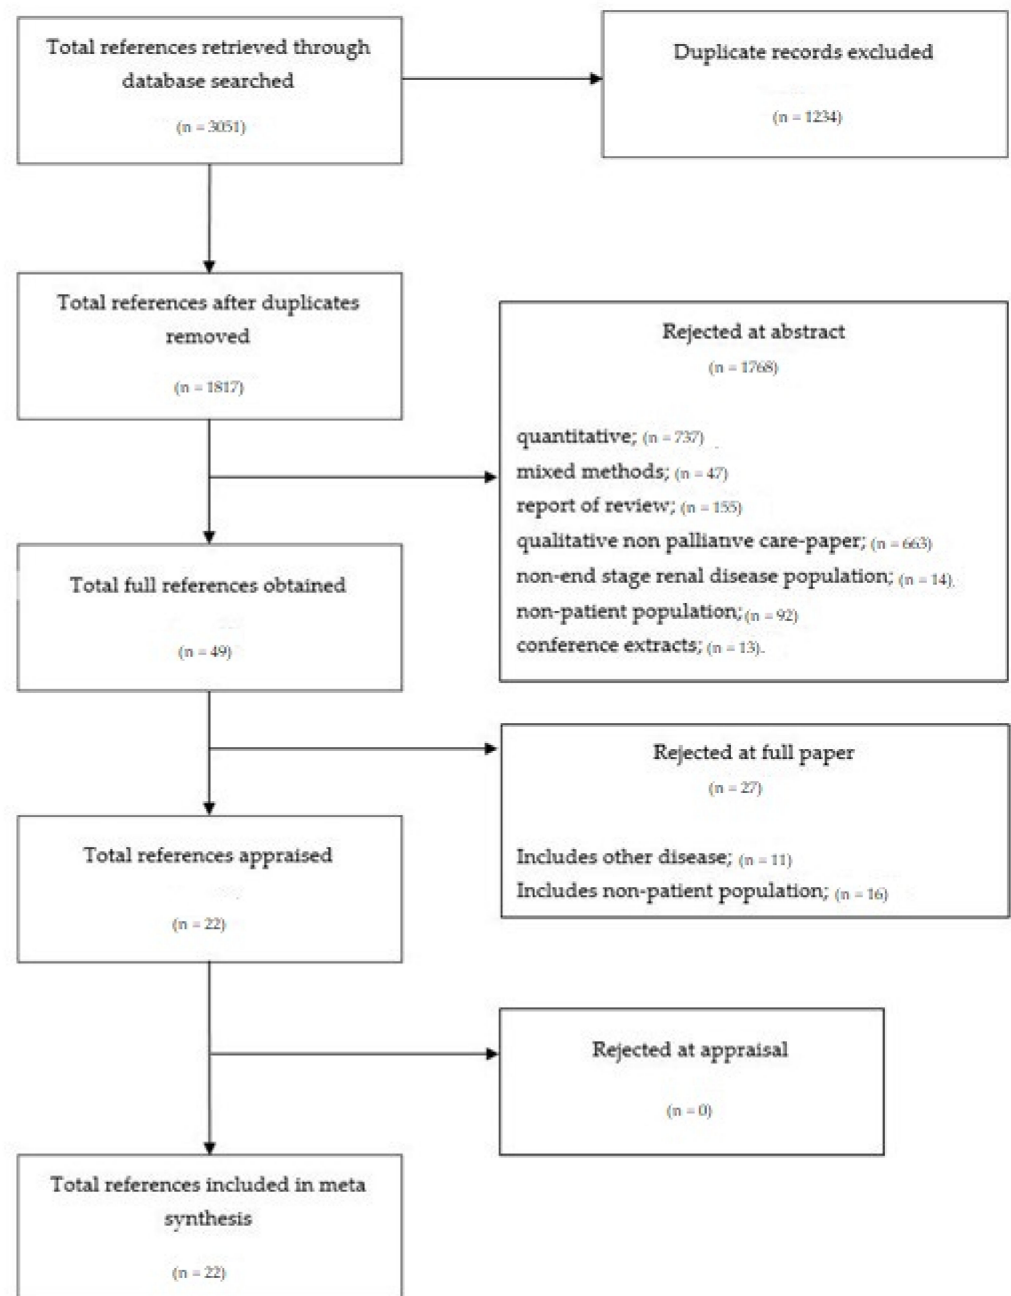 Total references retrieved through
database searched
(n = 3051)
Duplicate records excluded
(n = 1234)
Total references after duplicates
removed
(n = 1817)
Rejected at abstract
(n = 1768)
quantitative; (n = 737)
mixed methods; (n = 47)
report of review; (n = 155)
qualitative non palliative care-paper; (n = 663)
non-end stage renal disease population; (n = 14).
non-patient population; (n = 92)
conference extracts; (n = 13).
Total full references obtained
(n = 49)
Rejected at full paper
(n = 27)
Includes other disease; (n = 11)
Includes non-patient population; (n = 16)
Total references appraised
(n = 22)
Rejected at appraisal
(n = 0)
Total references included in meta
synthesis
(n = 22)